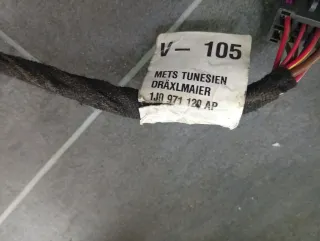 V- 105
METS TUNESIEN
DRÄXLMAIER
1J0 971 120 AP